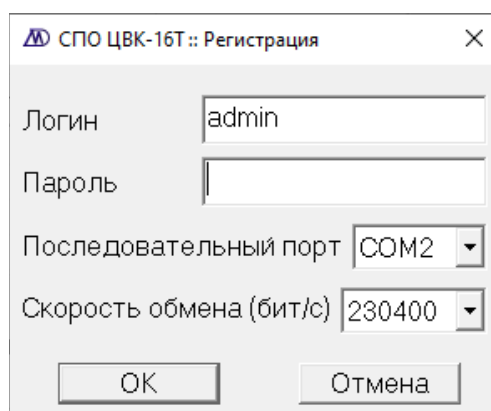 СПО ЦВК-16Т :: Регистрация
Логин admin
Пароль
Последовательный порт COM2
Скорость обмена (бит/с) 230400
OK Отмена